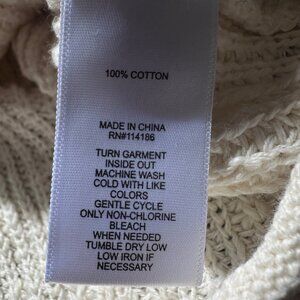 100% COTTON
MADE IN CHINA
RN#114186
TURN GARMENT
INSIDE OUT
MACHINE WASH
COLD WITH LIKE
COLORS
GENTLE CYCLE
ONLY NON-CHLORINE
BLEACH
WHEN NEEDED
TUMBLE DRY LOW
LOW IRON IF
NECESSARY